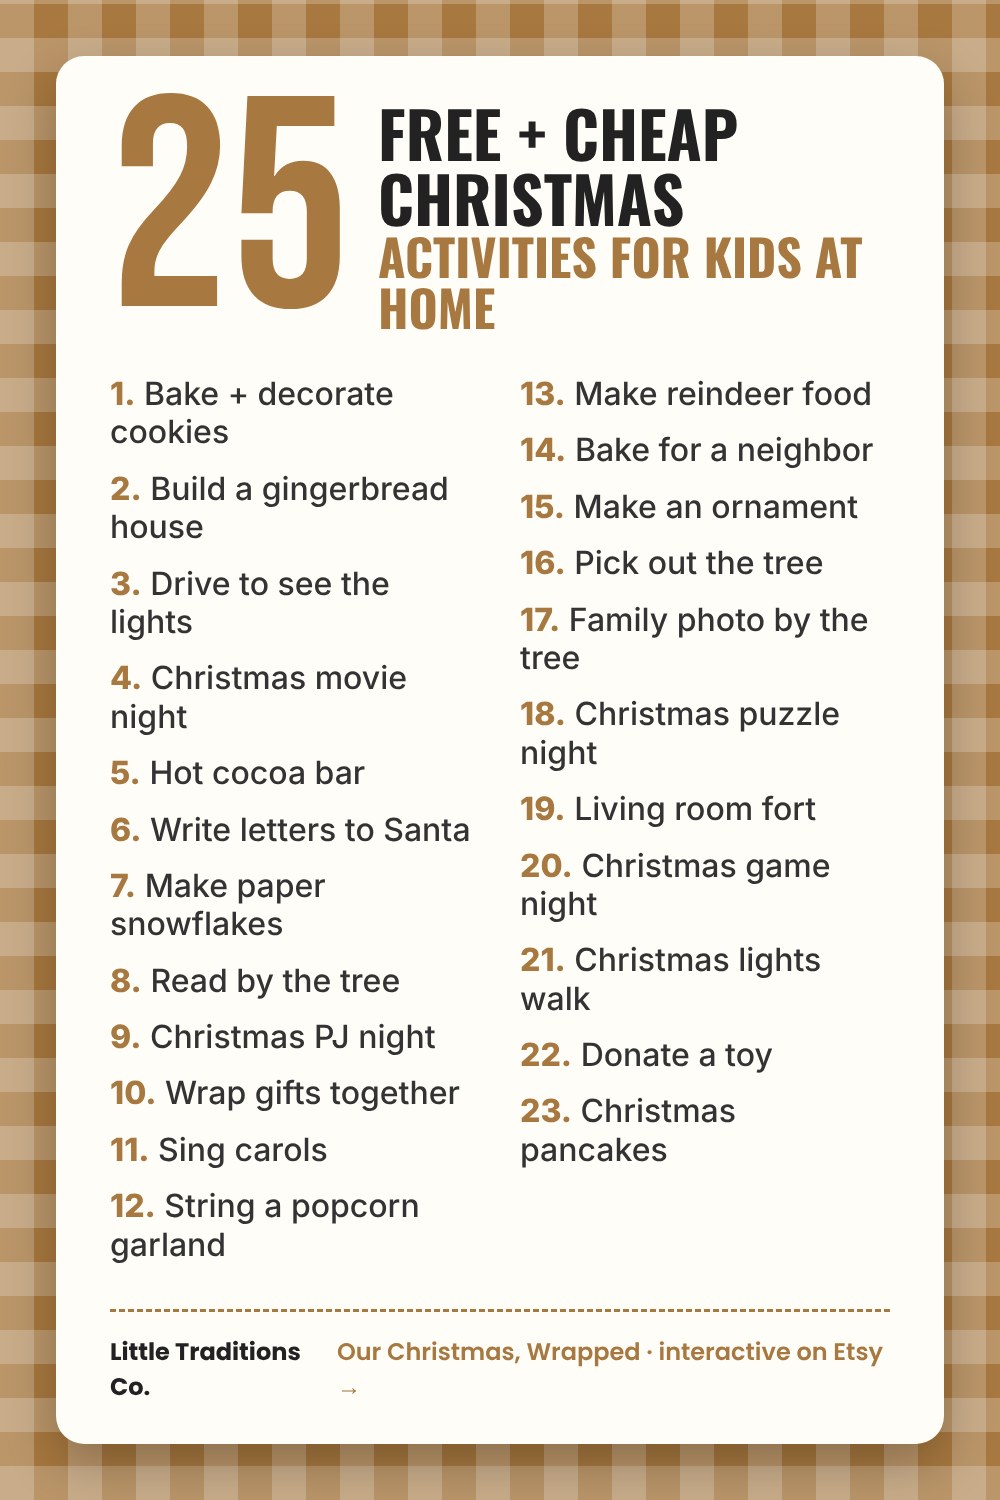 25
FREE + CHEAP
CHRISTMAS
ACTIVITIES FOR KIDS AT
HOME
1. Bake + decorate
cookies
2. Build a gingerbread
house
3. Drive to see the
lights
4. Christmas movie
night
5. Hot cocoa bar
6. Write letters to Santa
7. Make paper
snowflakes
8. Read by the tree
9. Christmas PJ night
10. Wrap gifts together
11. Sing carols
12. String a popcorn
garland
13. Make reindeer food
14. Bake for a neighbor
15. Make an ornament
16. Pick out the tree
17. Family photo by the
tree
18. Christmas puzzle
night
19. Living room fort
20. Christmas game
night
21. Christmas lights
walk
22. Donate a toy
23. Christmas
pancakes
Little Traditions
Co.
Our Christmas, Wrapped · interactive on Etsy
→